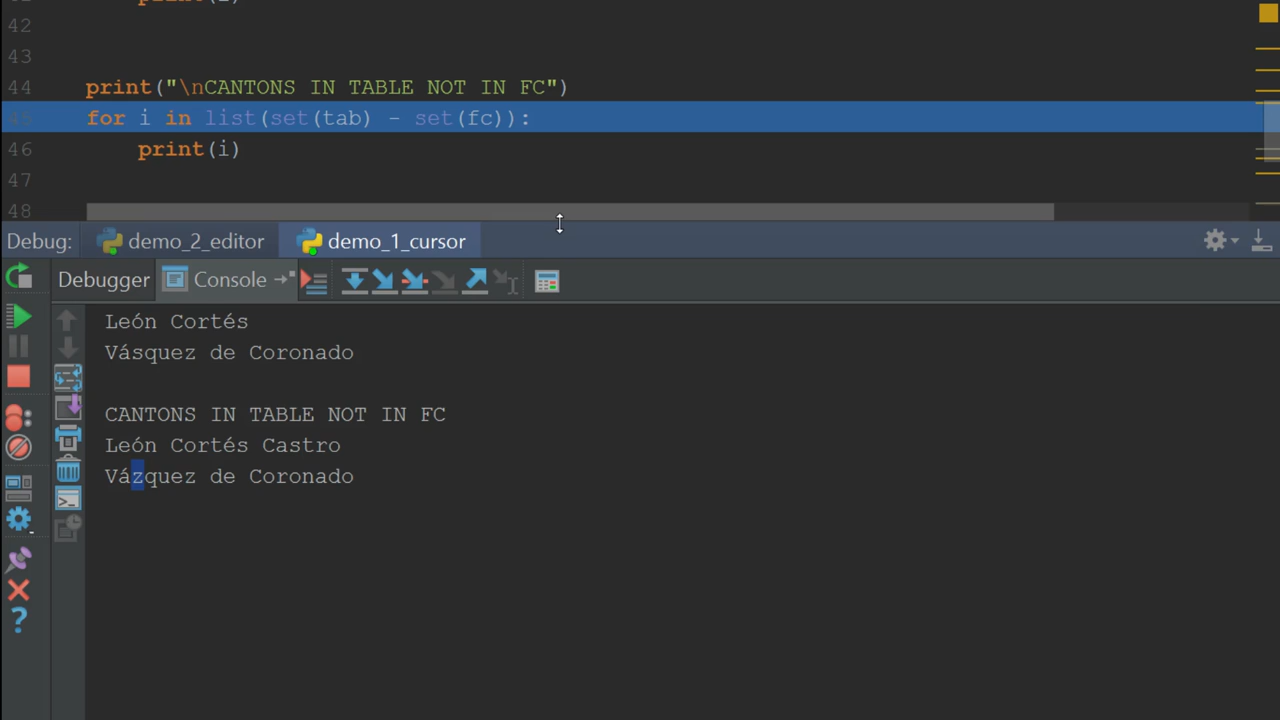 42
43
44 print("\nCANTONS IN TABLE NOT IN FC")
45 for i in list(set(tab) - set(fc)):
46 print(i)
47
48
Debug: demo_2_editor demo_1_cursor
Debugger Console
León Cortés
Vásquez de Coronado
CANTONS IN TABLE NOT IN FC
León Cortés Castro
Vázquez de Coronado